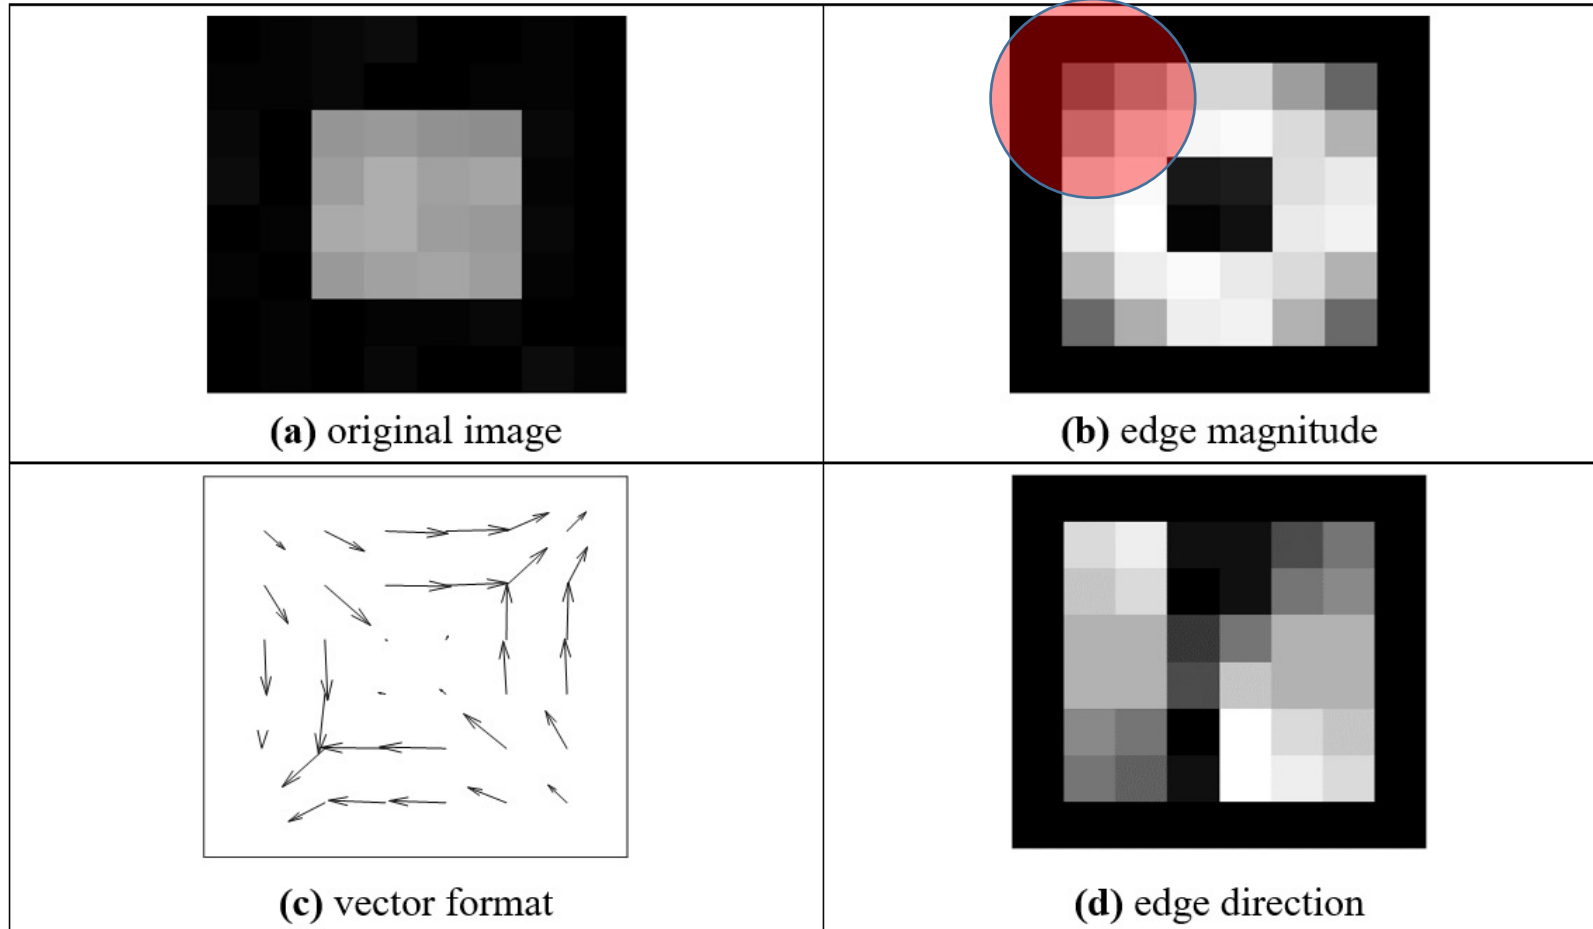 (a) original image
(b) edge magnitude
(c) vector format
(d) edge direction